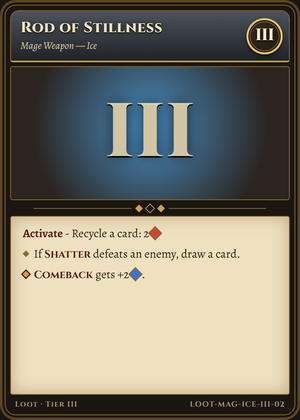 Rod of Stillness
Mage Weapon — Ice
III
III
Activate - Recycle a card: 2
If Shatter defeats an enemy, draw a card.
Comeback gets +2.
Loot · Tier III
LOOT-MAG-ICE-III-02